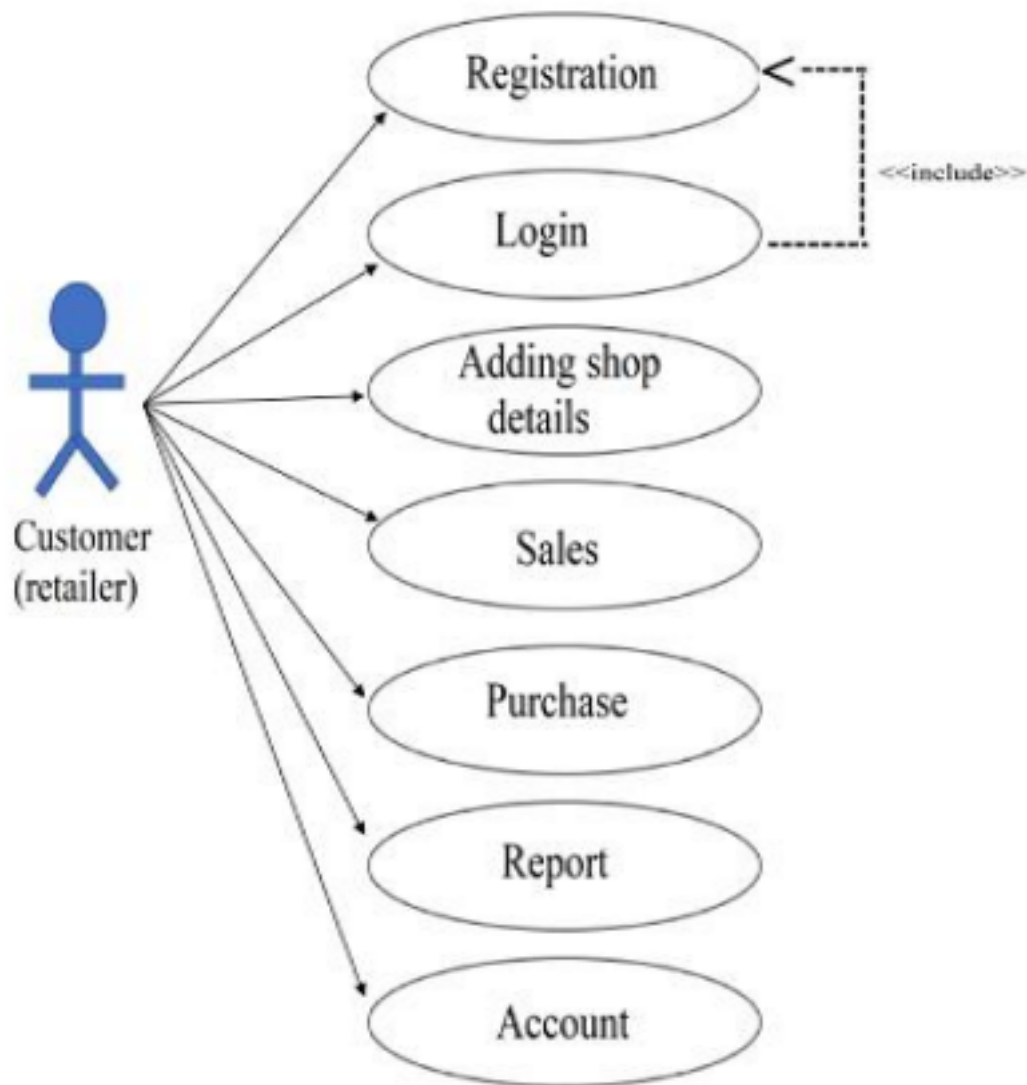 Registration
<<include>>
Login
Adding shop
details
Customer
(retailer)
Sales
Purchase
Report
Account